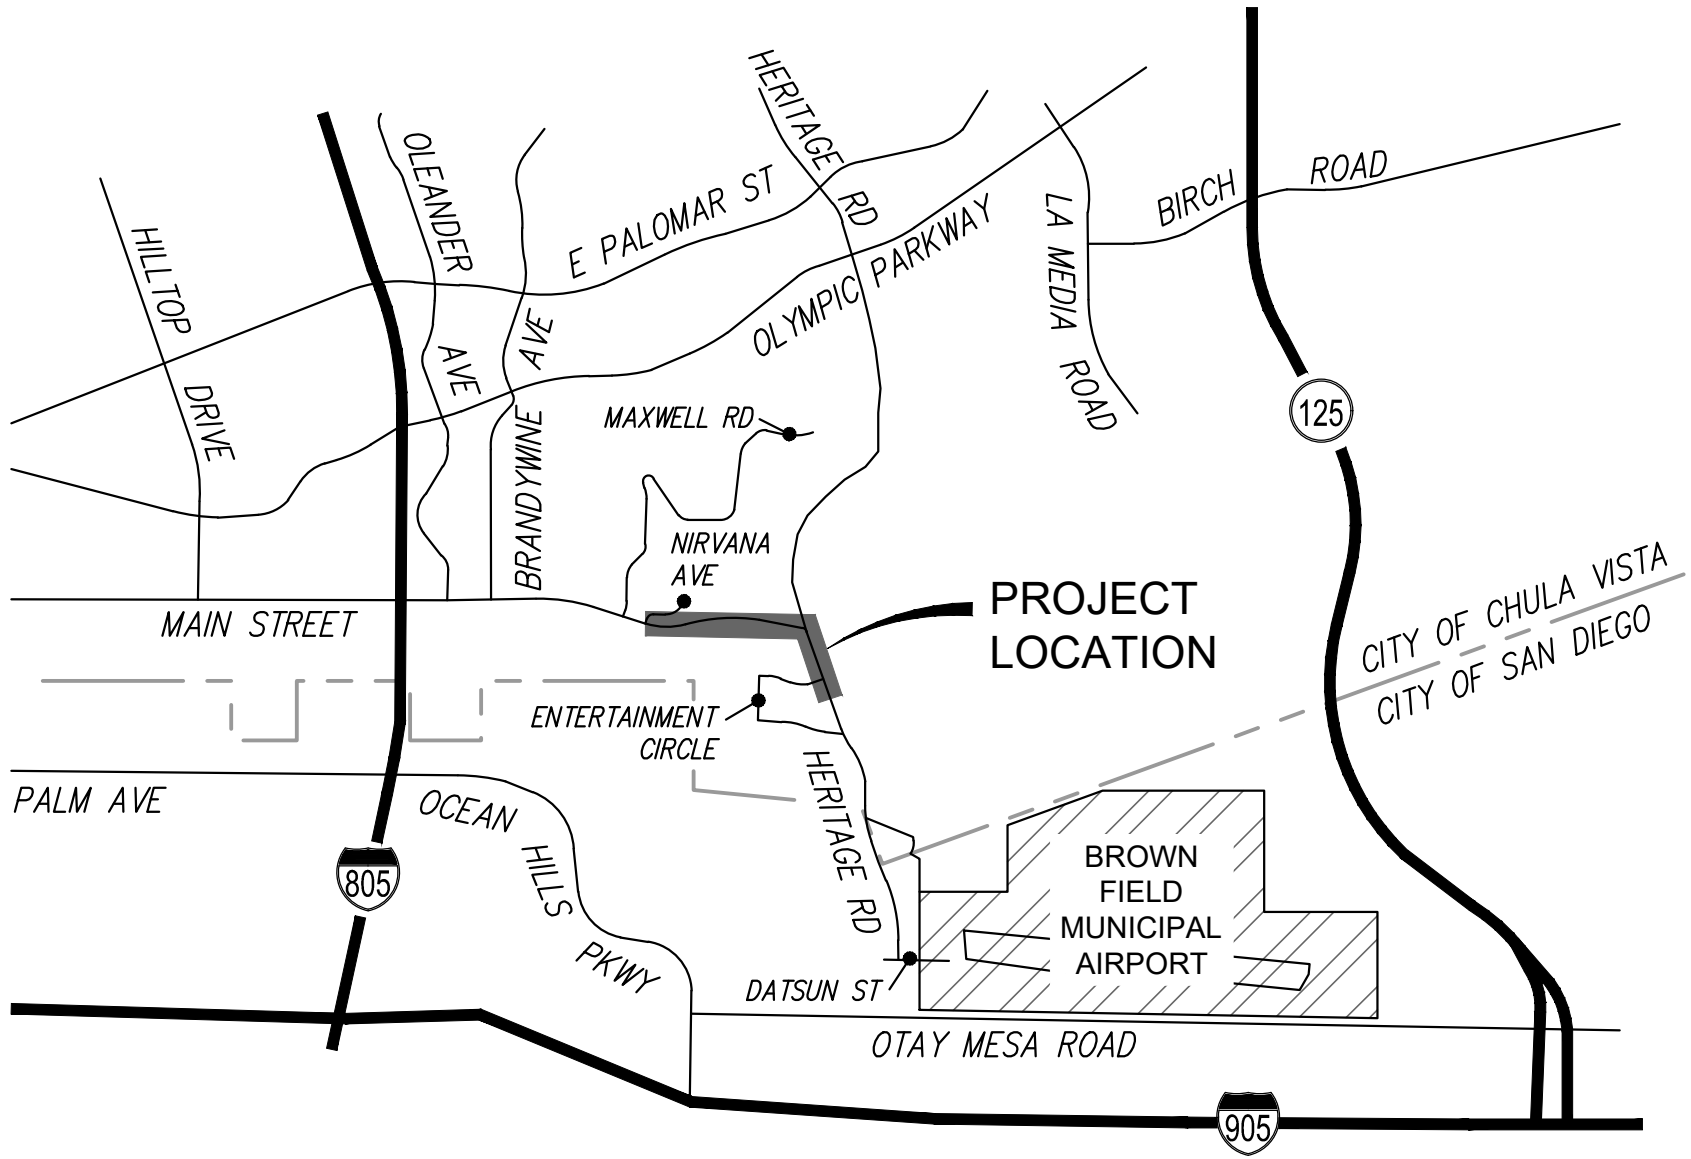 HERITAGE RD
OLEANDER AVE
E PALOMAR ST
BIRCH ROAD
HILLTOP DRIVE
LA MEDIA ROAD
OLYMPIC PARKWAY
BRANDYWINE AVE
MAXWELL RD
125
NIRVANA
AVE
PROJECT
LOCATION
MAIN STREET
CITY OF CHULA VISTA
CITY OF SAN DIEGO
ENTERTAINMENT
CIRCLE
HERITAGE RD
PALM AVE
OCEAN HILLS PKWY
805
BROWN
FIELD
MUNICIPAL
AIRPORT
DATSUN ST
OTAY MESA ROAD
905